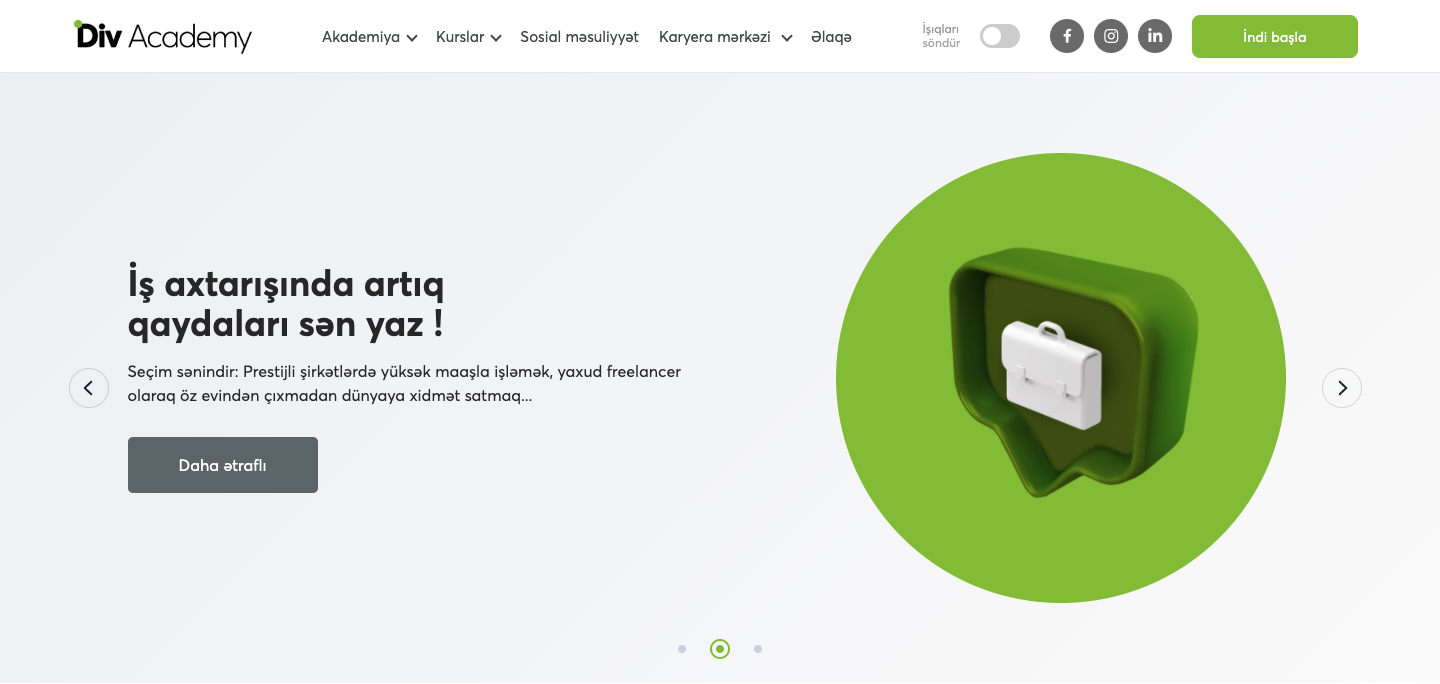 Div Academy
Akademiya
Kurslar
Sosial məsuliyyət
Karyera mərkəzi
Əlaqə
İşıqları
söndür
İndi başla
İş axtarışında artıq
qaydaları sən yaz !
Seçim sənindir: Prestijli şirkətlərdə yüksək maaşla işləmək, yaxud freelancer
olaraq öz evindən çıxmadan dünyaya xidmət satmaq...
Daha ətraflı